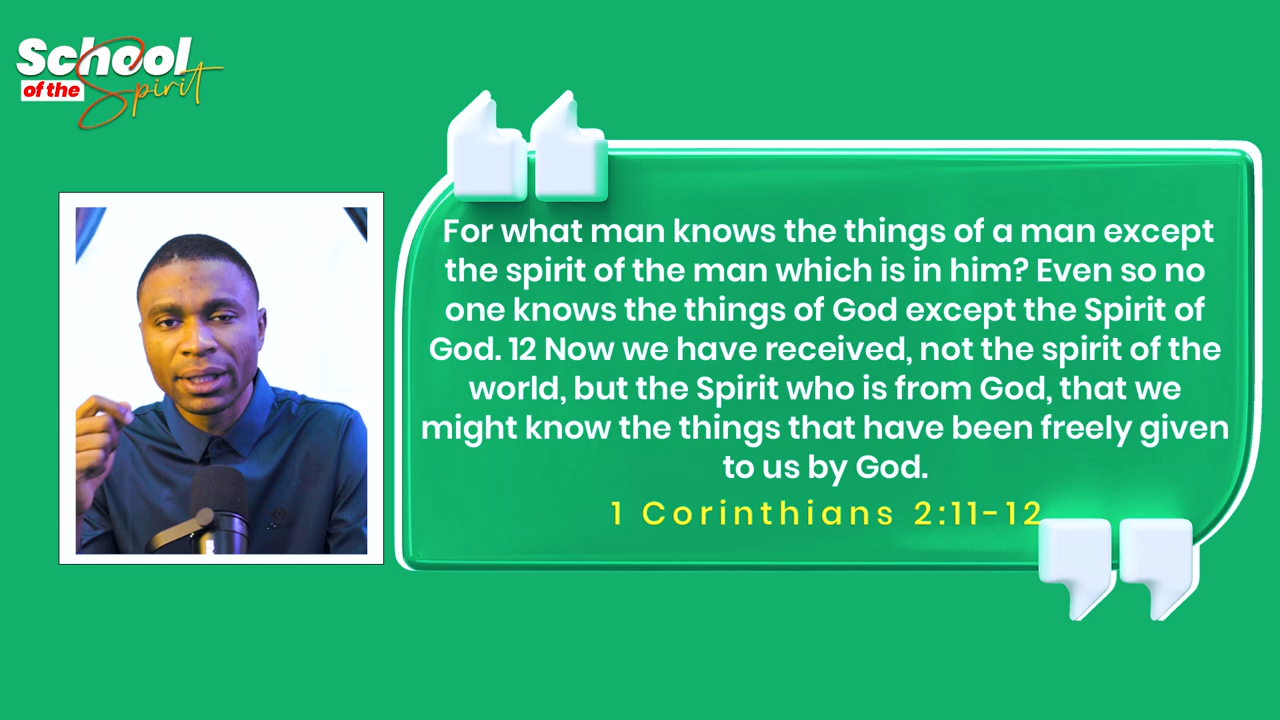 School
of the Spirit
For what man knows the things of a man except
the spirit of the man which is in him? Even so no
one knows the things of God except the Spirit of
God. 12 Now we have received, not the spirit of the
world, but the Spirit who is from God, that we
might know the things that have been freely given
to us by God.
1 Corinthians 2:11-12